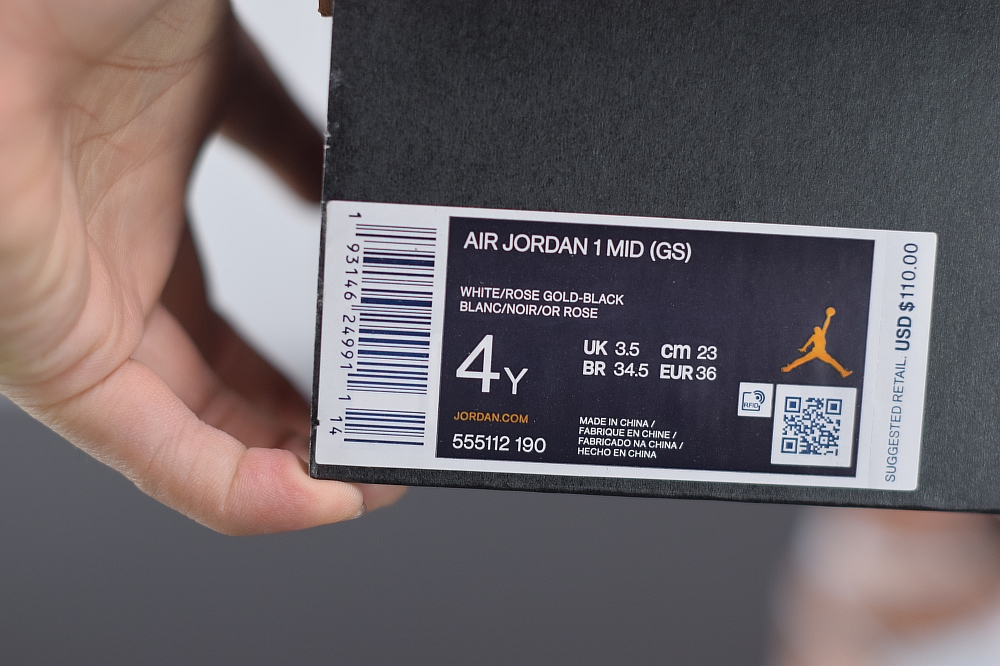 AIR JORDAN 1 MID (GS)
WHITE/ROSE GOLD-BLACK
BLANC/NOIR/OR ROSE
4Y
UK 3.5 cm 23
BR 34.5 EUR 36
JORDAN.COM
555112 190
MADE IN CHINA /
FABRIQUE EN CHINE /
FABRICADO NA CHINA /
HECHO EN CHINA
RFID
1 93146 24991 1 14
SUGGESTED RETAIL. USD $110.00